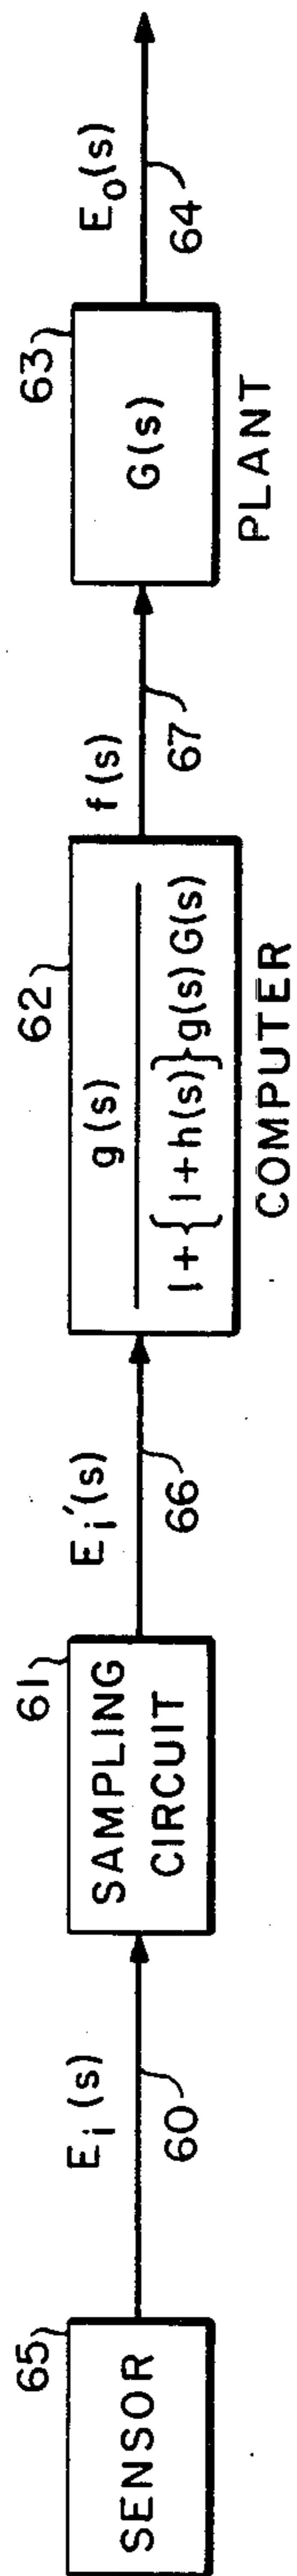 65
SENSOR
E_i(s)
60
61
SAMPLING
CIRCUIT
E_i'(s)
66
62
g(s)
1+{1+h(s)}g(s)G(s)
COMPUTER
f(s)
67
63
G(s)
PLANT
E_o(s)
64